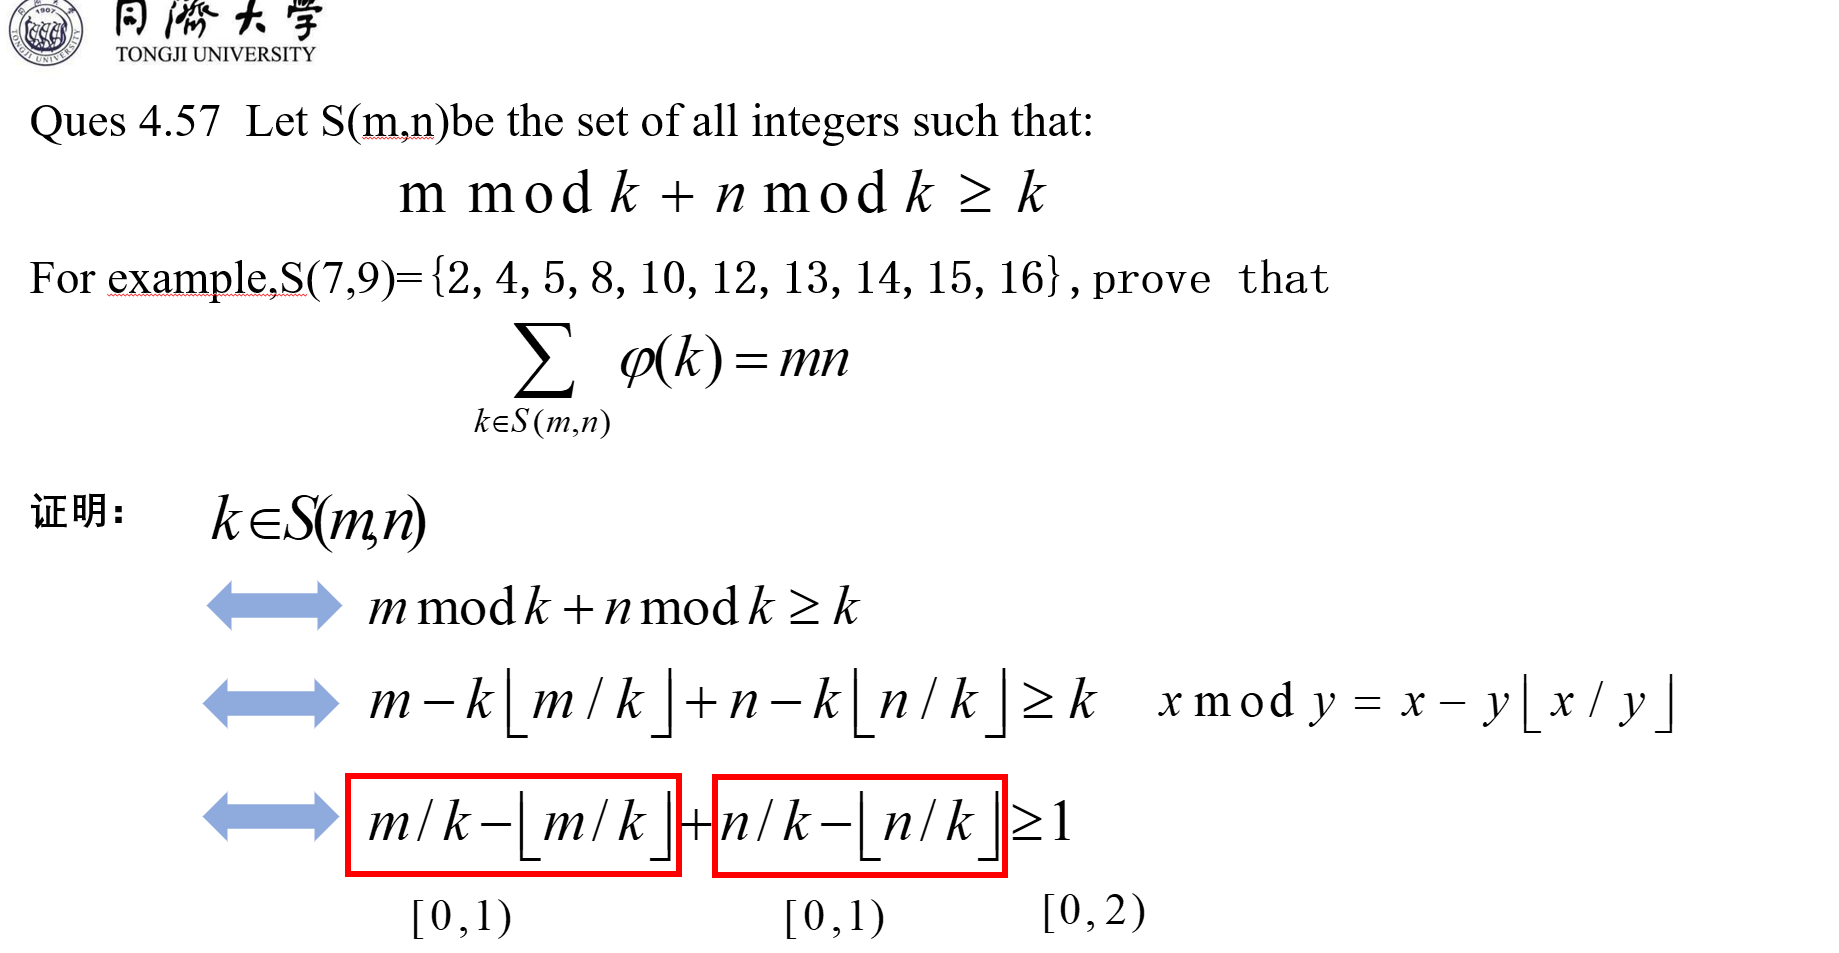 同济大学
TONGJI UNIVERSITY
Ques 4.57 Let S(m,n)be the set of all integers such that:
m mod k + n mod k ≥ k
For example,S(7,9)={2, 4, 5, 8, 10, 12, 13, 14, 15, 16},prove that
∑ φ(k) = mn
k∈S(m,n)
证明： k∈S(m,n)
m mod k + n mod k ≥ k
m − k⌊m / k⌋ + n − k⌊n / k⌋ ≥ k x mod y = x − y⌊x / y⌋
m / k − ⌊m / k⌋ + n / k − ⌊n / k⌋ ≥ 1
[0,1) [0,1) [0,2)